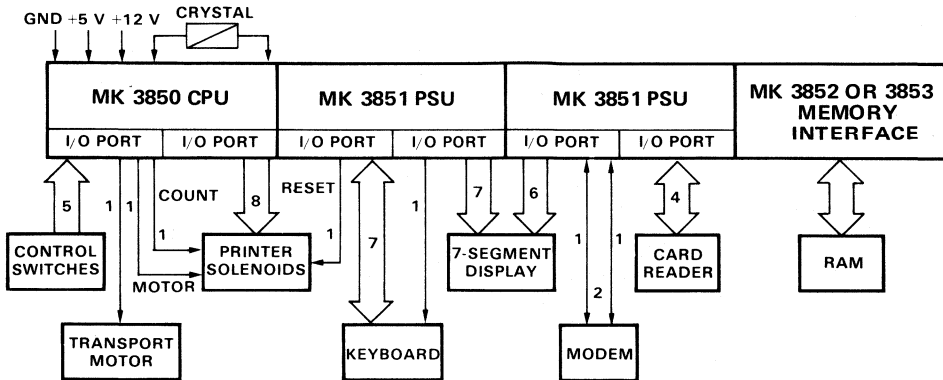 CRYSTAL
GND +5 V +12 V
MK 3850 CPU
MK 3851 PSU
MK 3851 PSU
MK 3852 OR 3853
MEMORY
INTERFACE
I/O PORT
I/O PORT
I/O PORT
I/O PORT
I/O PORT
I/O PORT
5
1
1
COUNT
1
8
RESET
1
7
1
7
6
1
1
2
4
CONTROL
SWITCHES
MOTOR
PRINTER
SOLENOIDS
7-SEGMENT
DISPLAY
CARD
READER
RAM
TRANSPORT
MOTOR
KEYBOARD
MODEM